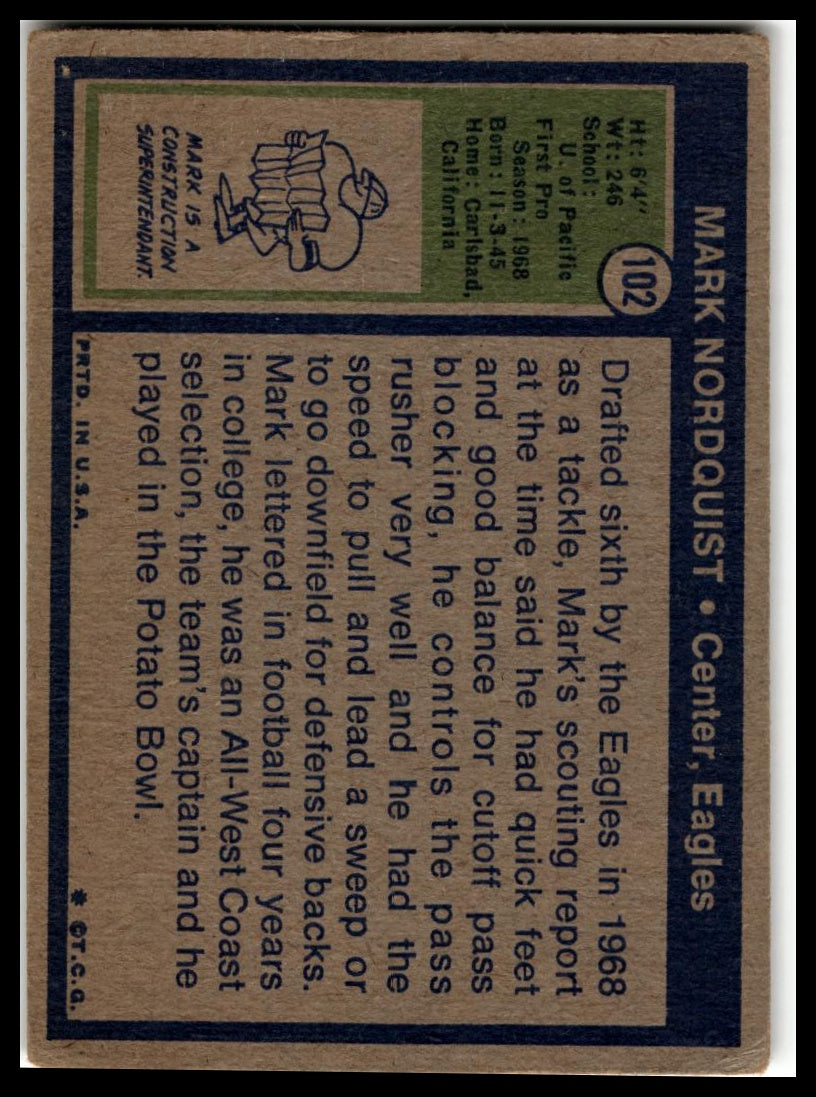 MARK NORDQUIST • Center, Eagles
102
Ht: 6'4"
Wt: 246
School:
U. of Pacific
First Pro
Season: 1968
Born: 11-3-45
Home: Carlsbad,
California
MARK IS A
CONSTRUCTION
SUPERINTENDANT.
Drafted sixth by the Eagles in 1968
as a tackle, Mark's scouting report
at the time said he had quick feet
and good balance for cutoff pass
blocking, he controls the pass
rusher very well and he had the
speed to pull and lead a sweep or
to go downfield for defensive backs.
Mark lettered in football four years
in college, he was an All-West Coast
selection, the team's captain and he
played in the Potato Bowl.
PRTD. IN U.S.A.
* ©T.C.G.